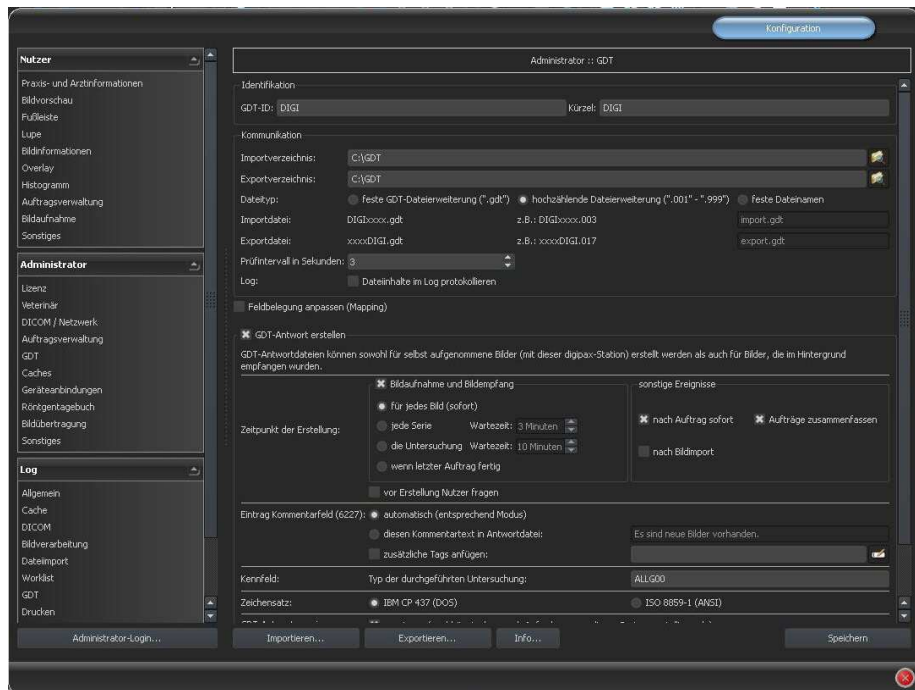 Konfiguration
Nutzer
Praxis- und Arztinformationen
Bildvorschau
Fußleiste
Lupe
Bildinformationen
Overlay
Histogramm
Auftragsverwaltung
Bildaufnahme
Sonstiges
Administrator
Lizenz
Veterinär
DICOM / Netzwerk
Auftragsverwaltung
GDT
Caches
Geräteanbindungen
Röntgentagebuch
Bildübertragung
Sonstiges
Log
Allgemein
Cache
DICOM
Bildverarbeitung
Dateiimport
Worklist
GDT
Drucken
Administrator-Login...
Administrator :: GDT
Identifikation
GDT-ID: DIGI Kürzel: DIGI
Kommunikation
Importverzeichnis: C:\GDT
Exportverzeichnis: C:\GDT
Dateityp: feste GDT-Dateierweiterung (".gdt") hochzählende Dateierweiterung (".001" - ".999") feste Dateinamen
Importdatei: DIGIxxxx.gdt z.B.: DIGIxxxx.003 import.gdt
Exportdatei: xxxxDIGI.gdt z.B.: xxxxDIGI.017 export.gdt
Prüfintervall in Sekunden: 3
Log: Dateiinhalte im Log protokollieren
Feldbelegung anpassen (Mapping)
GDT-Antwort erstellen
GDT-Antwortdateien können sowohl für selbst aufgenommene Bilder (mit dieser digipax-Station) erstellt werden als auch für Bilder, die im Hintergrund
empfangen wurden.
Zeitpunkt der Erstellung:
Bildaufnahme und Bildempfang
für jedes Bild (sofort)
jede Serie Wartezeit: 3 Minuten
die Untersuchung Wartezeit: 10 Minuten
wenn letzter Auftrag fertig
sonstige Ereignisse
nach Auftrag sofort Aufträge zusammenfassen
nach Bildimport
vor Erstellung Nutzer fragen
Eintrag Kommentarfeld (6227): automatisch (entsprechend Modus)
diesen Kommentartext in Antwortdatei: Es sind neue Bilder vorhanden.
zusätzliche Tags anfügen:
Kennfeld: Typ der durchgeführten Untersuchung: ALLG00
Zeichensatz: IBM CP 437 (DOS) ISO 8859-1 (ANSI)
Importieren... Exportieren... Info... Speichern